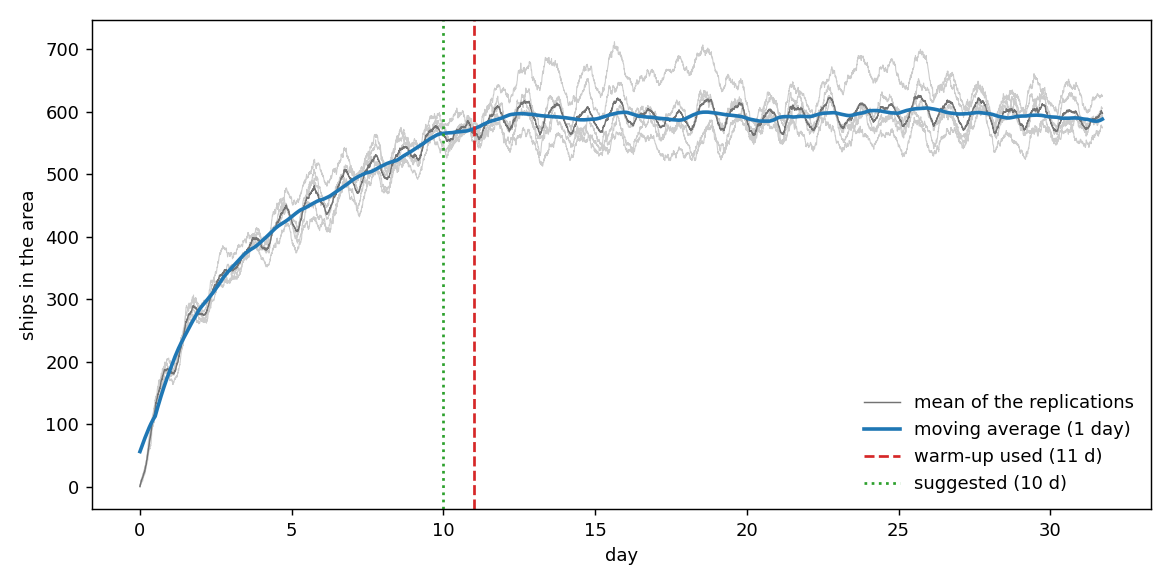 700
600
500
400
300
200
100
0
ships in the area
mean of the replications
moving average (1 day)
warm-up used (11 d)
suggested (10 d)
0 5 10 15 20 25 30
day